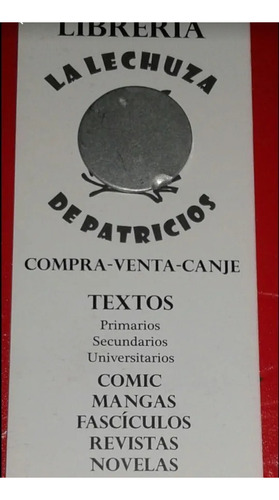 LIBRERIA
LA LECHUZA
DE PATRICIOS
COMPRA-VENTA-CANJE
TEXTOS
Primarios
Secundarios
Universitarios
COMIC
MANGAS
FASCÍCULOS
REVISTAS
NOVELAS